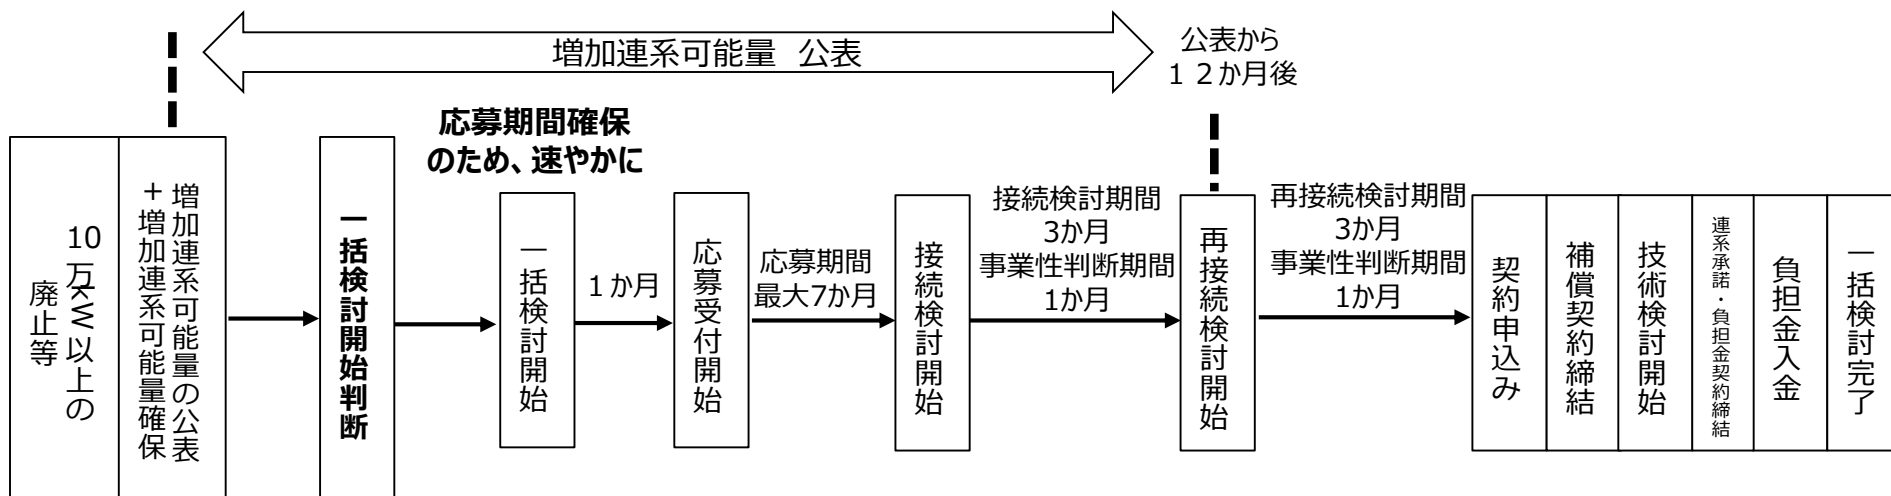 増加連系可能量 公表
公表から
１２か月後
応募期間確保
のため、速やかに
10万kW以上の
廃止等
増加連系可能量の公表
＋増加連系可能量確保
一括検討開始判断
一括検討開始
１か月
応募受付開始
応募期間
最大7か月
接続検討開始
接続検討期間
3か月
事業性判断期間
1か月
再接続検討開始
再接続検討期間
3か月
事業性判断期間
1か月
契約申込み
補償契約締結
技術検討開始
連系承諾・負担金契約締結
負担金入金
一括検討完了